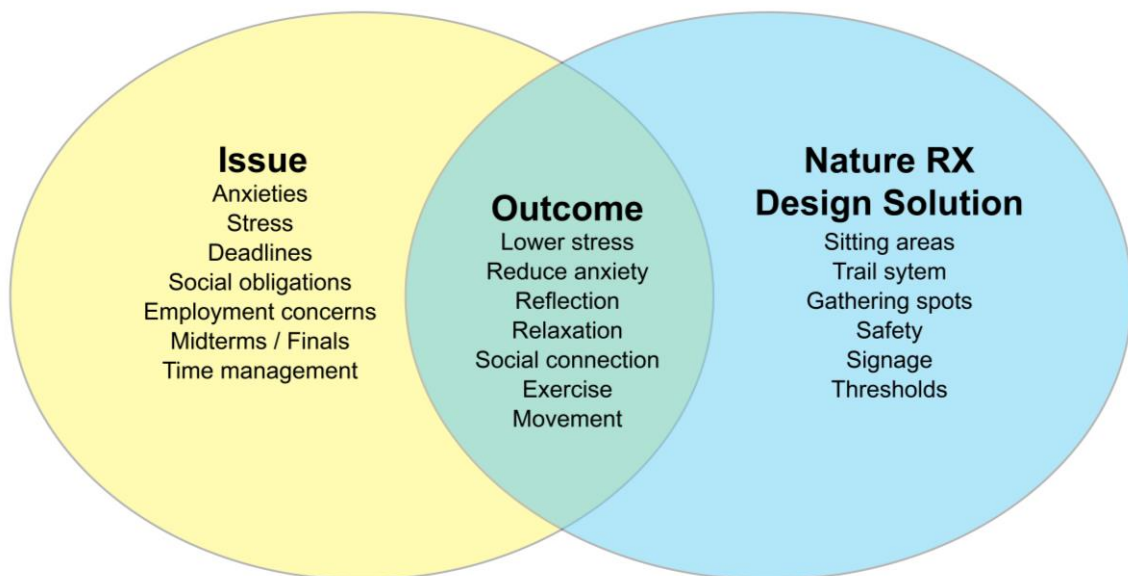 Issue
Anxieties
Stress
Deadlines
Social obligations
Employment concerns
Midterms / Finals
Time management
Outcome
Lower stress
Reduce anxiety
Reflection
Relaxation
Social connection
Exercise
Movement
Nature RX
Design Solution
Sitting areas
Trail sytem
Gathering spots
Safety
Signage
Thresholds